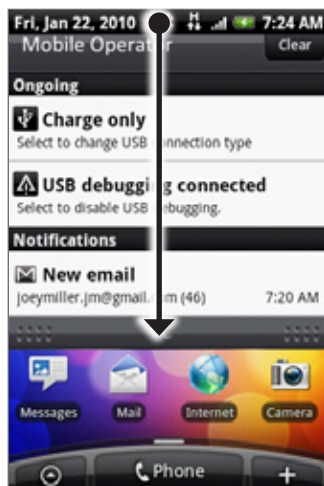 Fri, Jan 22, 2010 H 7:24 AM
Mobile Operator Clear
Ongoing
Charge only
Select to change USB connection type
USB debugging connected
Select to disable USB debugging.
Notifications
New email
joeymiller.jm@gmail.com (46) 7:20 AM
Messages Mail Internet Camera
Phone